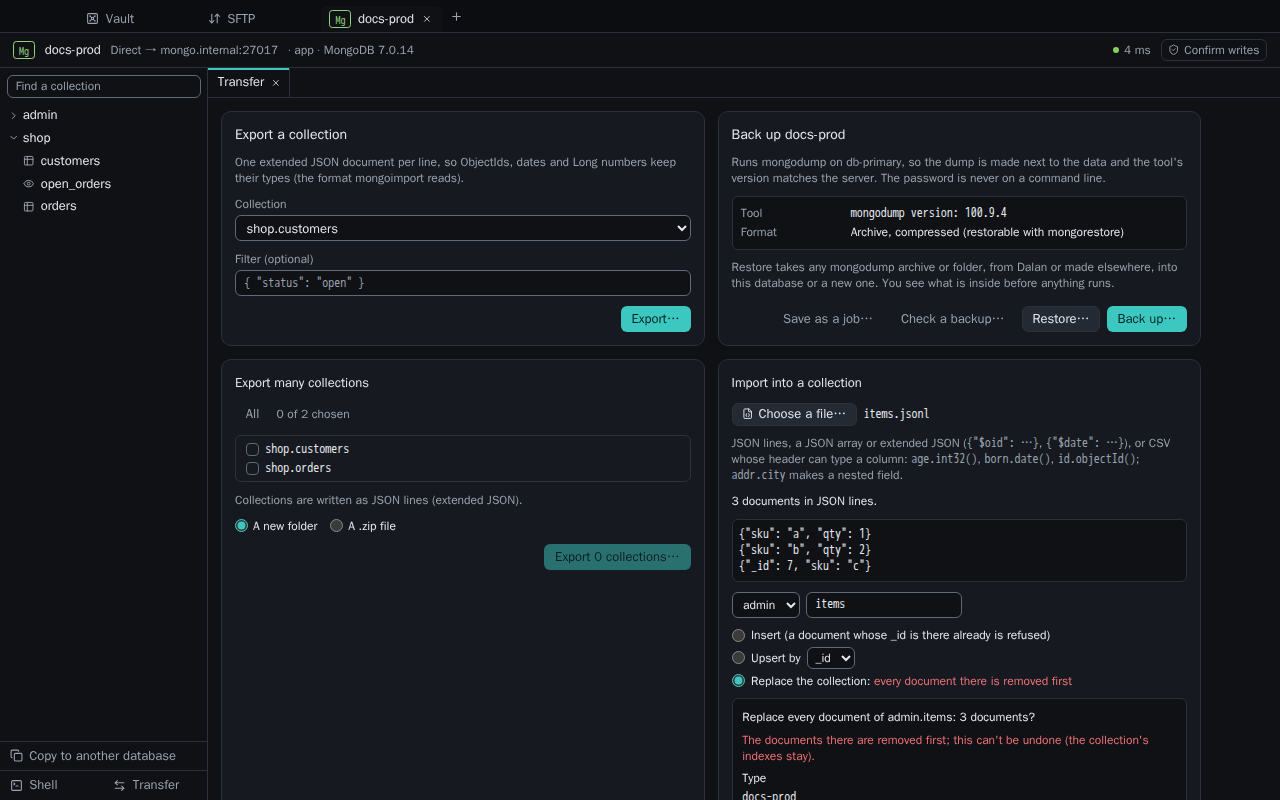 Vault
SFTP
Mg docs-prod × +
Mg docs-prod Direct → mongo.internal:27017 · app · MongoDB 7.0.14
4 ms
Confirm writes
Find a collection
admin
shop
customers
open_orders
orders
Copy to another database
Shell
Transfer
Transfer ×
Export a collection
One extended JSON document per line, so ObjectIds, dates and Long numbers keep
their types (the format mongoimport reads).
Collection
shop.customers
Filter (optional)
{ "status": "open" }
Export…
Back up docs-prod
Runs mongodump on db-primary, so the dump is made next to the data and the tool's
version matches the server. The password is never on a command line.
Tool mongodump version: 100.9.4
Format Archive, compressed (restorable with mongorestore)
Restore takes any mongodump archive or folder, from Dalan or made elsewhere, into
this database or a new one. You see what is inside before anything runs.
Save as a job… Check a backup… Restore… Back up…
Export many collections
All 0 of 2 chosen
shop.customers
shop.orders
Collections are written as JSON lines (extended JSON).
A new folder A .zip file
Export 0 collections…
Import into a collection
Choose a file… items.jsonl
JSON lines, a JSON array or extended JSON ({"$oid": …}, {"$date": …}), or CSV
whose header can type a column: age.int32(), born.date(), id.objectId();
addr.city makes a nested field.
3 documents in JSON lines.
{"sku": "a", "qty": 1}
{"sku": "b", "qty": 2}
{"_id": 7, "sku": "c"}
admin items
Insert (a document whose _id is there already is refused)
Upsert by _id
Replace the collection: every document there is removed first
Replace every document of admin.items: 3 documents?
The documents there are removed first; this can't be undone (the collection's
indexes stay).
Type
docs-prod